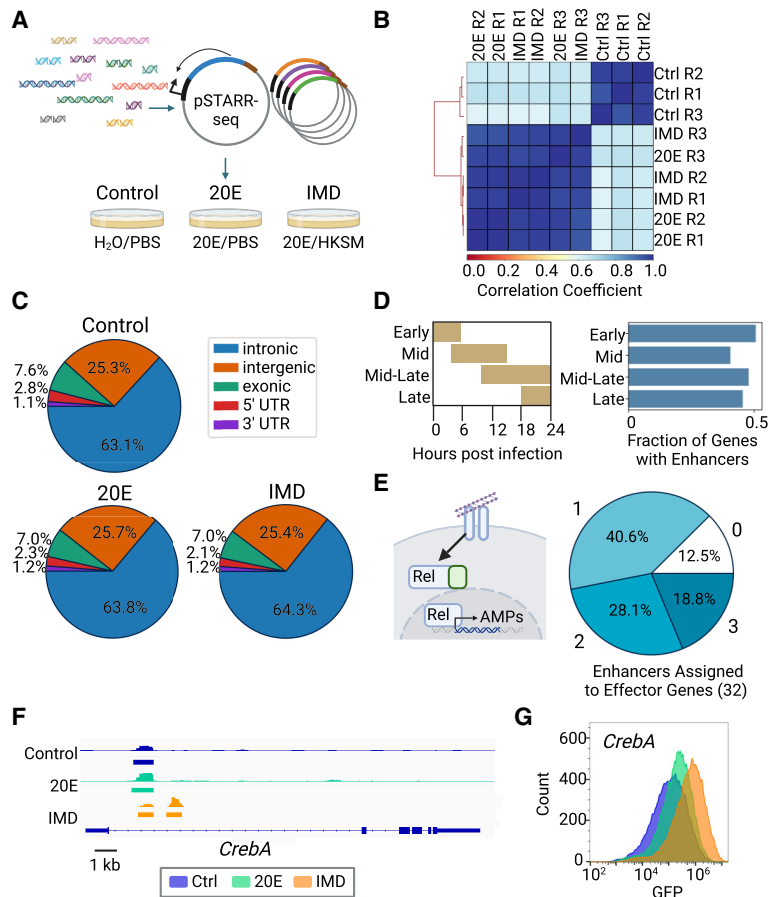 A
pSTARR-
seq
Control
20E
IMD
H₂O/PBS
20E/PBS
20E/HKSM
B
20E R2
20E R1
IMD R1
IMD R2
20E R3
IMD R3
Ctrl R3
Ctrl R1
Ctrl R2
Ctrl R2
Ctrl R1
Ctrl R3
IMD R3
20E R3
IMD R2
IMD R1
20E R2
20E R1
0.0 0.2 0.4 0.6 0.8 1.0
Correlation Coefficient
C
Control
7.6%
2.8%
1.1%
25.3%
63.1%
intronic
intergenic
exonic
5' UTR
3' UTR
20E
7.0%
2.3%
1.2%
25.7%
63.8%
IMD
7.0%
2.1%
1.2%
25.4%
64.3%
D
Early
Mid
Mid-Late
Late
0 6 12 18 24
Hours post infection
Early
Mid
Mid-Late
Late
0 0.5
Fraction of Genes
with Enhancers
E
Rel
Rel
AMPs
1
40.6%
0
12.5%
28.1%
18.8%
2
3
Enhancers Assigned
to Effector Genes (32)
F
Control
20E
IMD
1 kb
CrebA
Ctrl 20E IMD
G
CrebA
600
400
200
0
Count
10² 10⁴ 10⁶
GFP